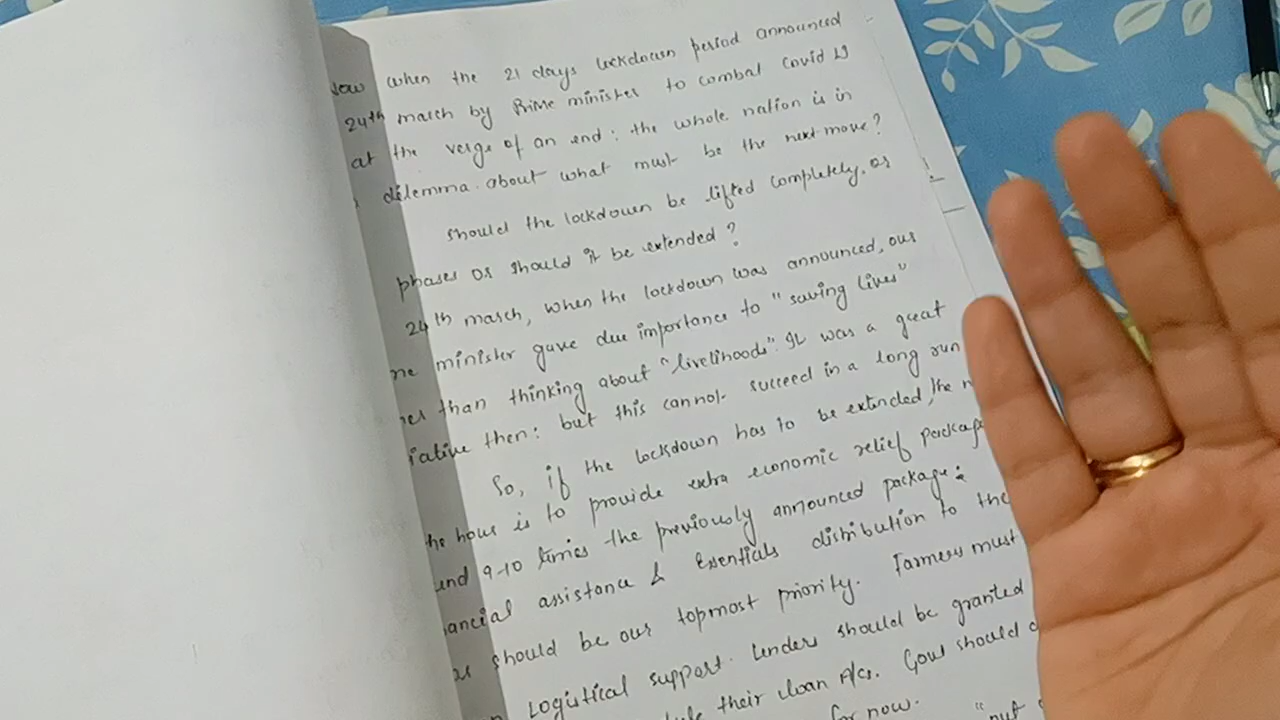 when the 21 days lockdown period announced
24th march by Prime minister to combat Covid 19
at the verge of an end: the whole nation is in
dilemma about what must be the next move?
should the lockdown be lifted completely, or
phases or should it be extended?
24th march, when the lockdown was announced, our
minister gave due importance to "saving lives"
than thinking about "livelihoods". It was a great
then: but this cannot succeed in a long run
So, if the lockdown has to be extended, the
hour is to provide extra economic relief
9-10 times the previously announced package:
assistance & Essentials distribution to the
should be our topmost priority. Farmers must
Logistical support. Lenders should be granted
their loan A/cs. Govt should
for now. "put